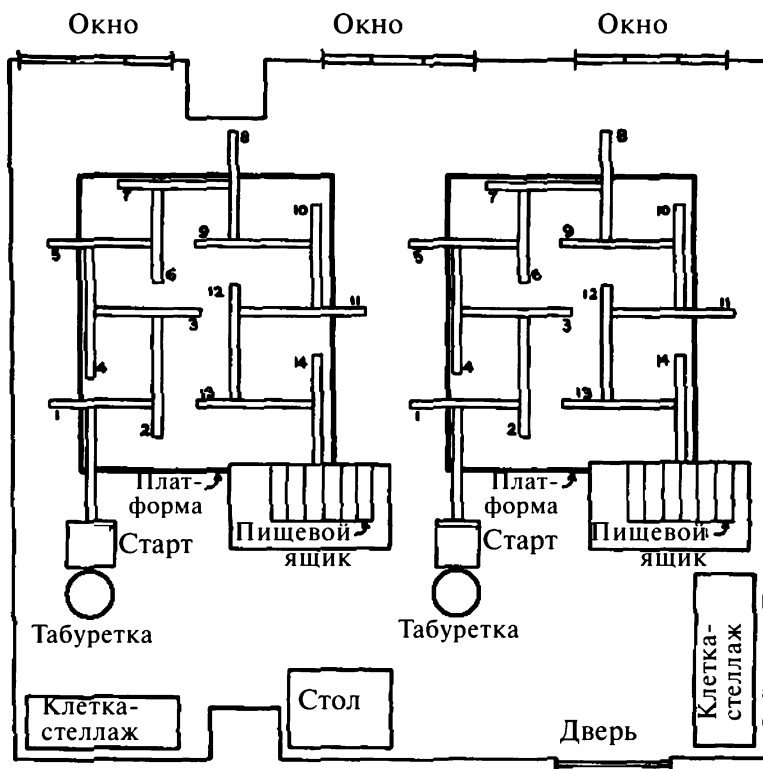 Окно Окно Окно
8 8
7 10 7 10
5 9 5 9
6 6
12 11 12 11
3 3
4 14 4 14
1 13 1 13
2 2
Плат-
форма
Плат-
форма
Пищевой
ящик
Пищевой
ящик
Старт Старт
Табуретка Табуретка
Клетка-
стеллаж
Стол
Дверь
Клетка-
стеллаж